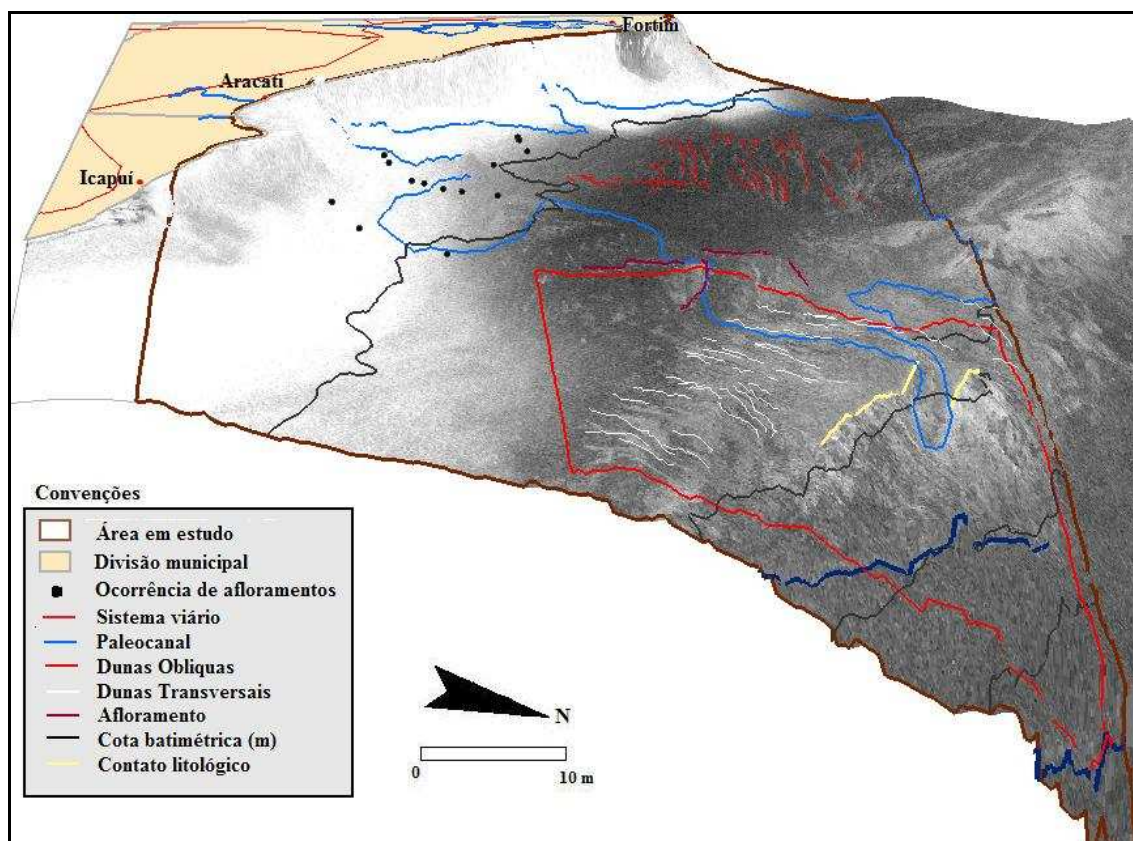 Fortim
Aracati
Icapuí
Convenções
Área em estudo
Divisão municipal
Ocorrência de afloramentos
Sistema viário
Paleocanal
Dunas Obliquas
Dunas Transversais
Afloramento
Cota batimétrica (m)
Contato litológico
N
0 10 m